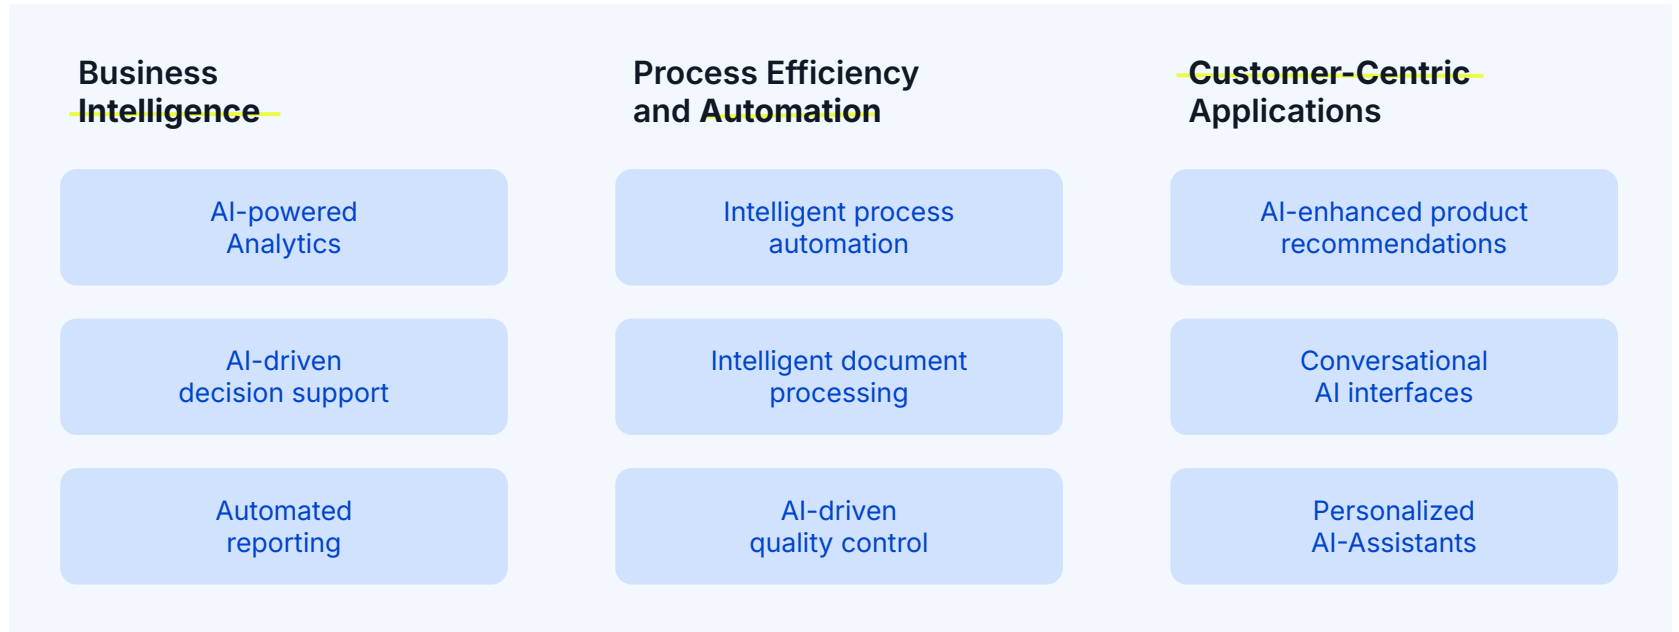 Business
Intelligence
AI-powered
Analytics
AI-driven
decision support
Automated
reporting
Process Efficiency
and Automation
Intelligent process
automation
Intelligent document
processing
AI-driven
quality control
Customer-Centric
Applications
AI-enhanced product
recommendations
Conversational
AI interfaces
Personalized
AI-Assistants